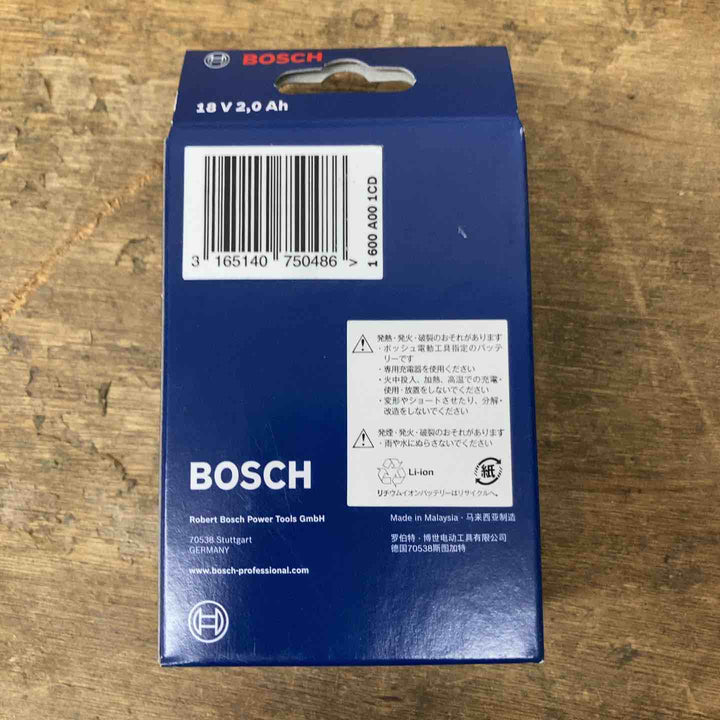 BOSCH
18 V 2,0 Ah
3 165140 750486 >
1 600 A00 1CD
発熱・発火・破裂のおそれがあります
・ボッシュ電動工具指定のバッテ
リーです
・専用充電器を使用ください
・火中投入、加熱、高温での充電・
使用・放置をしないでください
・変形やショートさせたり、分解・
改造をしないでください
発煙・発火・破裂のおそれがあります
・雨や水にぬらさないでください
Li-ion
紙
リチウムイオンバッテリーはリサイクルへ。
BOSCH
Robert Bosch Power Tools GmbH
70538 Stuttgart
GERMANY
www.bosch-professional.com
Made in Malaysia · 马来西亚制造
罗伯特·博世电动工具有限公司
德国70538斯图加特